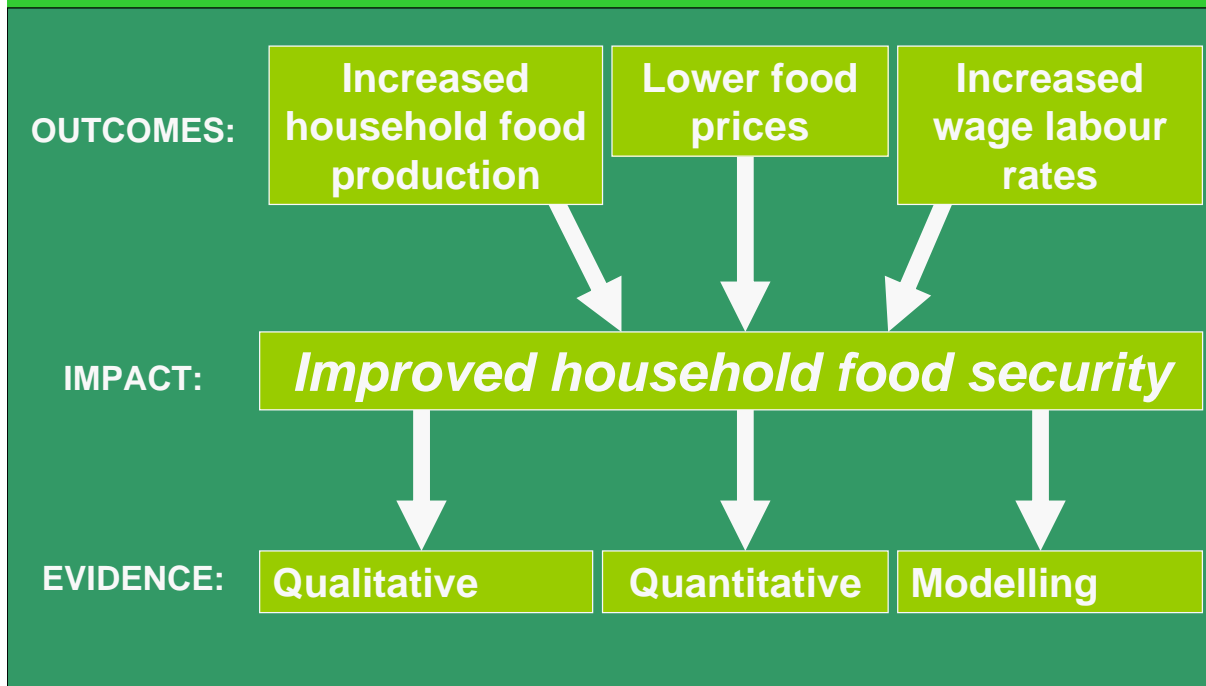 OUTCOMES:
Increased
household food
production
Lower food
prices
Increased
wage labour
rates
IMPACT:
Improved household food security
EVIDENCE:
Qualitative
Quantitative
Modelling